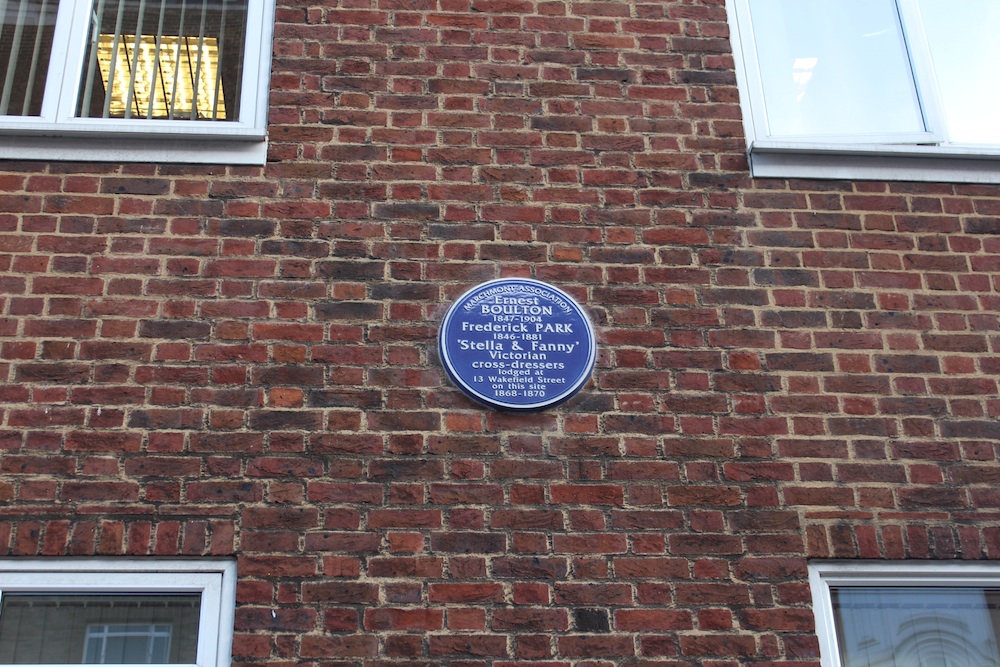 MARCHMONT ASSOCIATION
Ernest
BOULTON
1847-1904
Frederick PARK
1846-1881
'Stella & Fanny'
Victorian
cross-dressers
lodged at
13 Wakefield Street
on this site
1868-1870